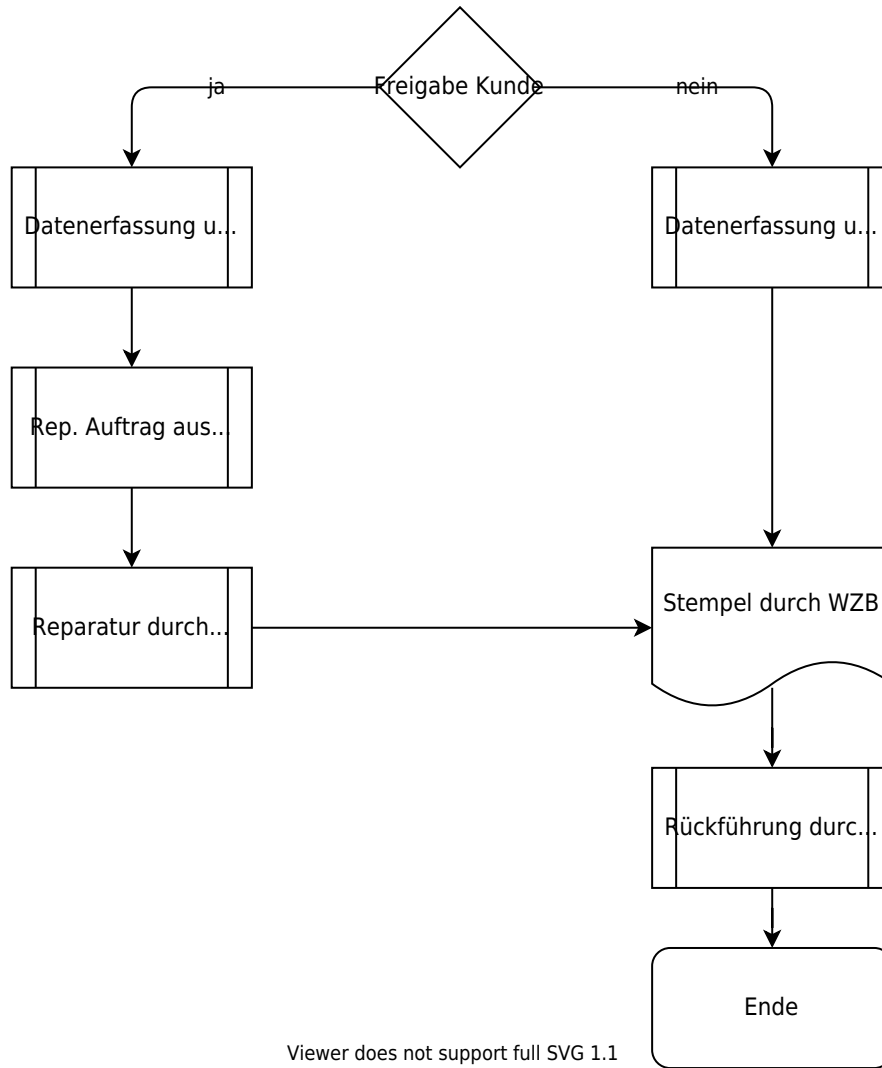 Freigabe Kunde
ja
nein
Datenerfassung u...
Datenerfassung u...
Rep. Auftrag aus...
Reparatur durch...
Stempel durch WZB
Rückführung durc...
Ende
Viewer does not support full SVG 1.1